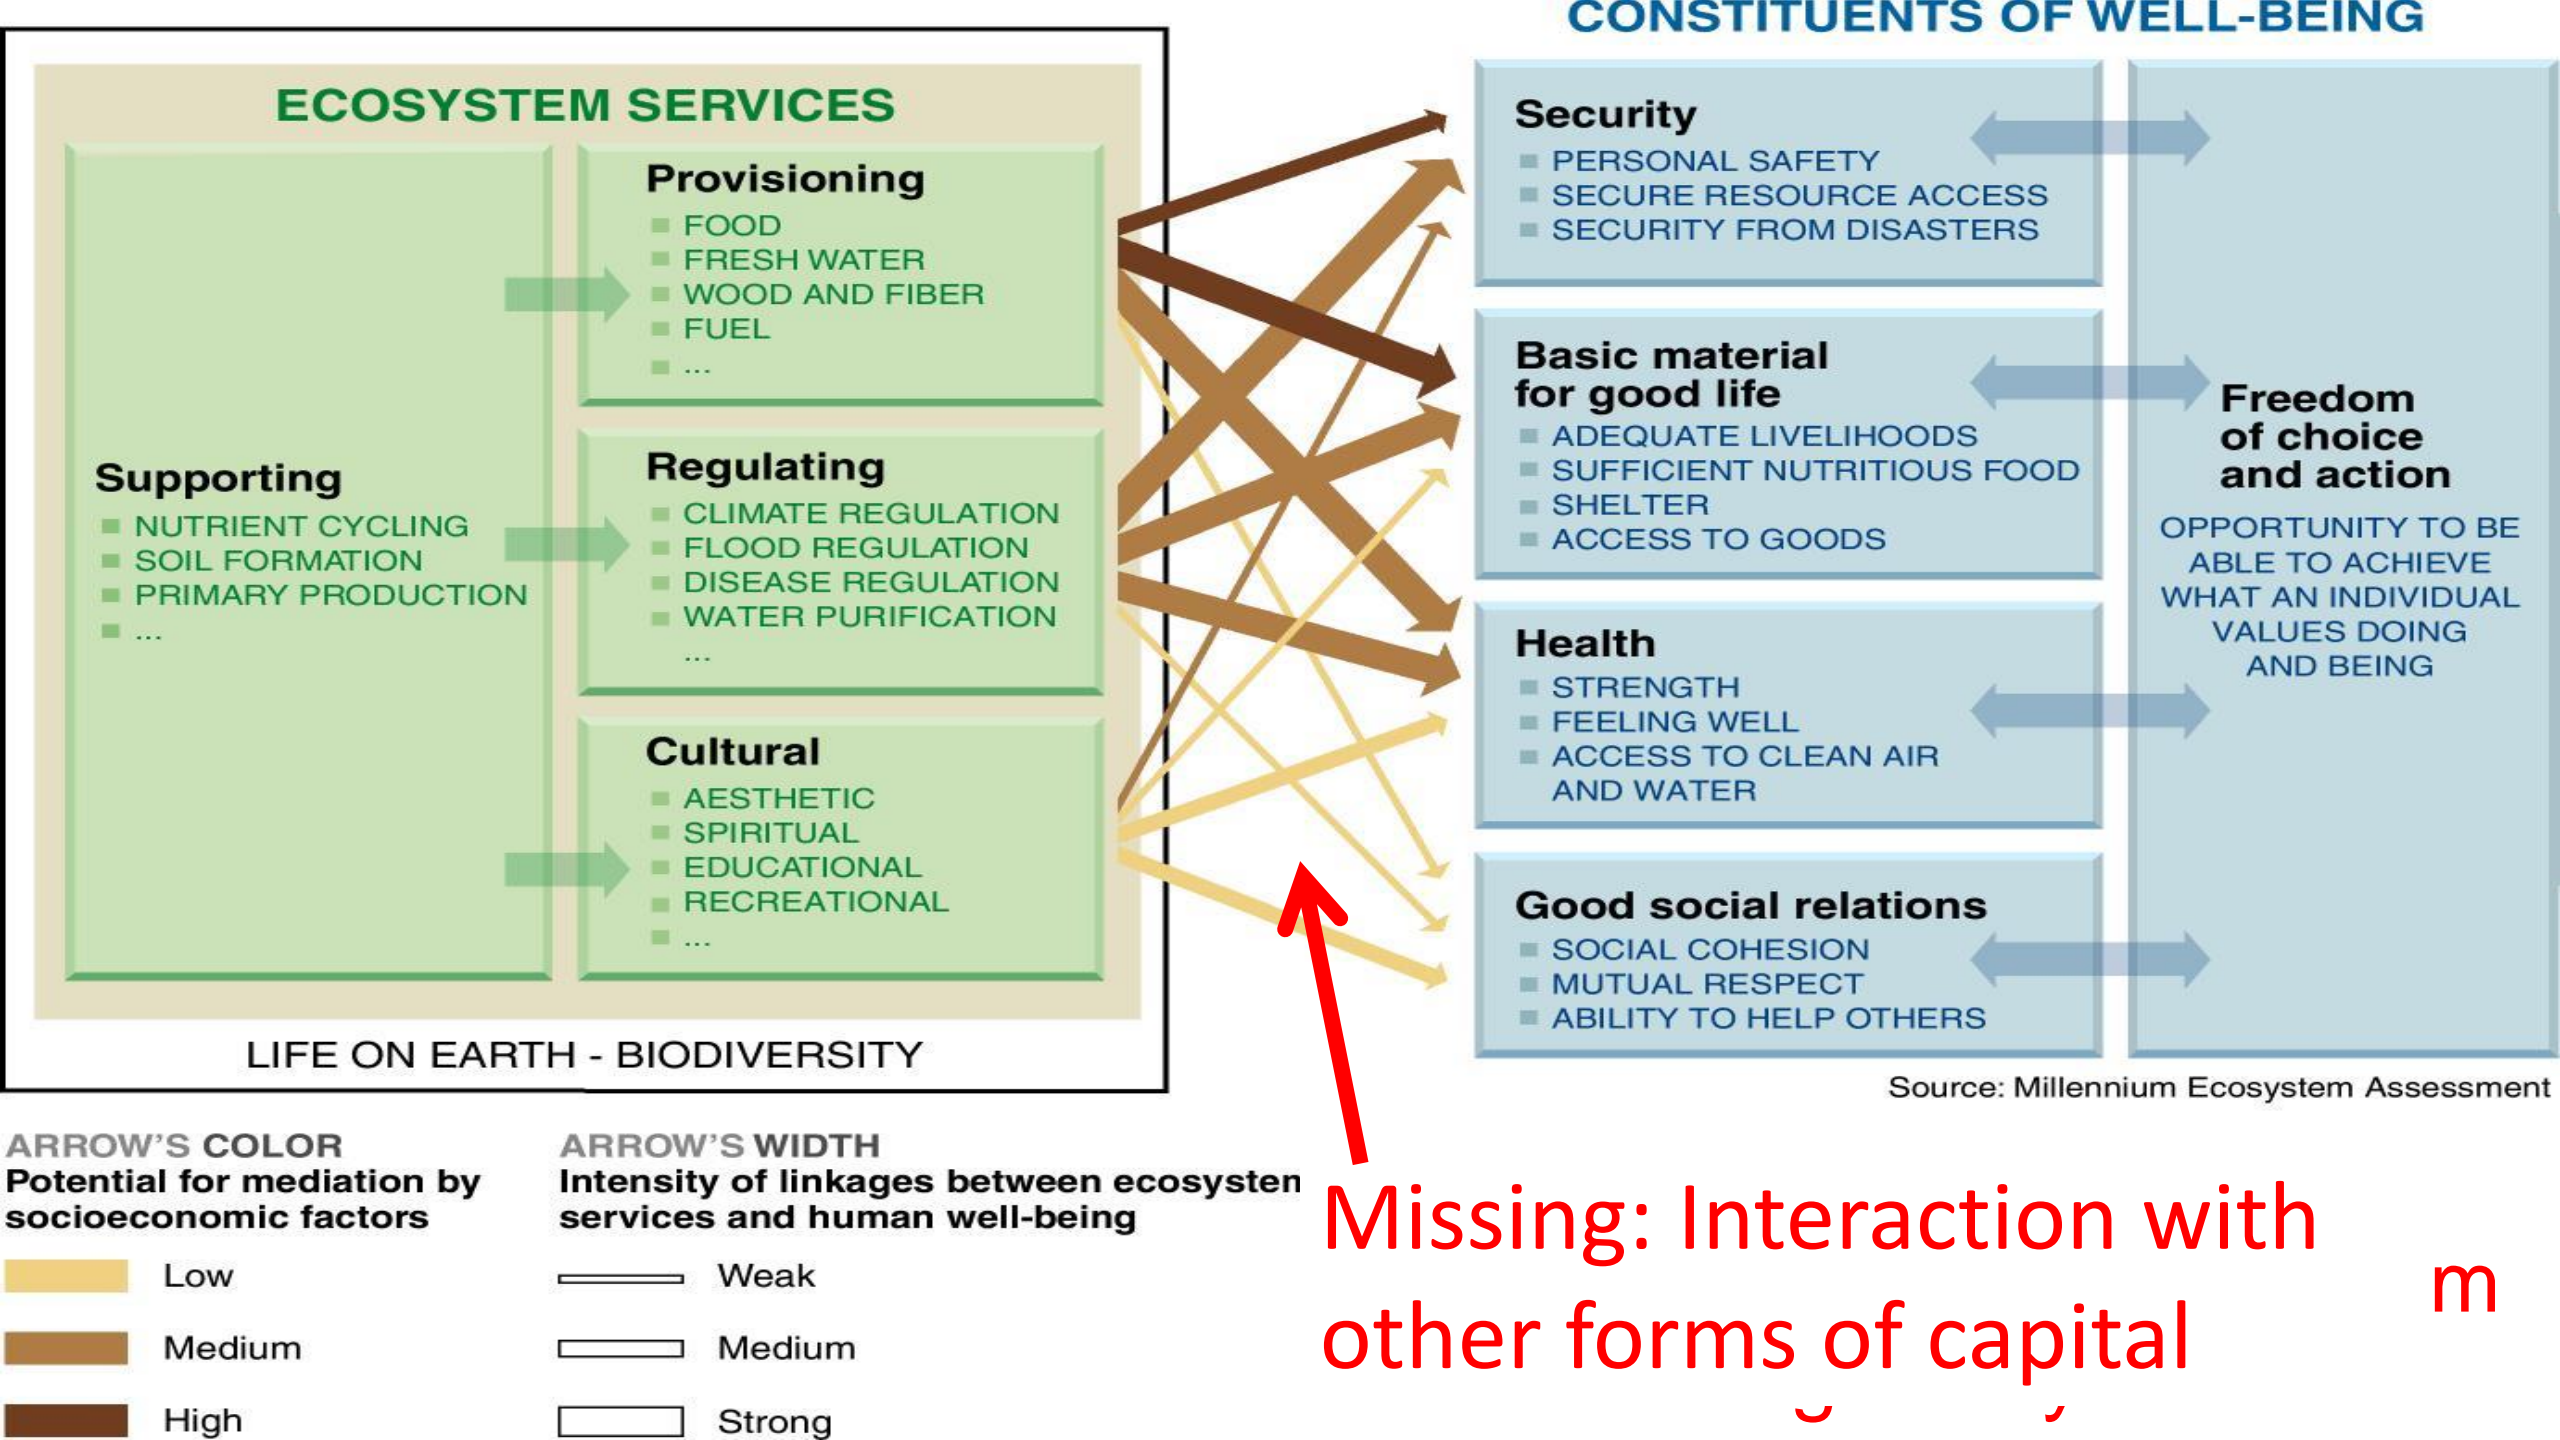 CONSTITUENTS OF WELL-BEING
ECOSYSTEM SERVICES
Supporting
NUTRIENT CYCLING
SOIL FORMATION
PRIMARY PRODUCTION
...
Provisioning
FOOD
FRESH WATER
WOOD AND FIBER
FUEL
...
Regulating
CLIMATE REGULATION
FLOOD REGULATION
DISEASE REGULATION
WATER PURIFICATION
...
Cultural
AESTHETIC
SPIRITUAL
EDUCATIONAL
RECREATIONAL
...
LIFE ON EARTH - BIODIVERSITY
Security
PERSONAL SAFETY
SECURE RESOURCE ACCESS
SECURITY FROM DISASTERS
Basic material
for good life
ADEQUATE LIVELIHOODS
SUFFICIENT NUTRITIOUS FOOD
SHELTER
ACCESS TO GOODS
Health
STRENGTH
FEELING WELL
ACCESS TO CLEAN AIR
AND WATER
Good social relations
SOCIAL COHESION
MUTUAL RESPECT
ABILITY TO HELP OTHERS
Freedom
of choice
and action
OPPORTUNITY TO BE
ABLE TO ACHIEVE
WHAT AN INDIVIDUAL
VALUES DOING
AND BEING
Source: Millennium Ecosystem Assessment
ARROW'S COLOR
Potential for mediation by
socioeconomic factors
Low
Medium
High
ARROW'S WIDTH
Intensity of linkages between ecosysten
services and human well-being
Weak
Medium
Strong
Missing: Interaction with
other forms of capital
m